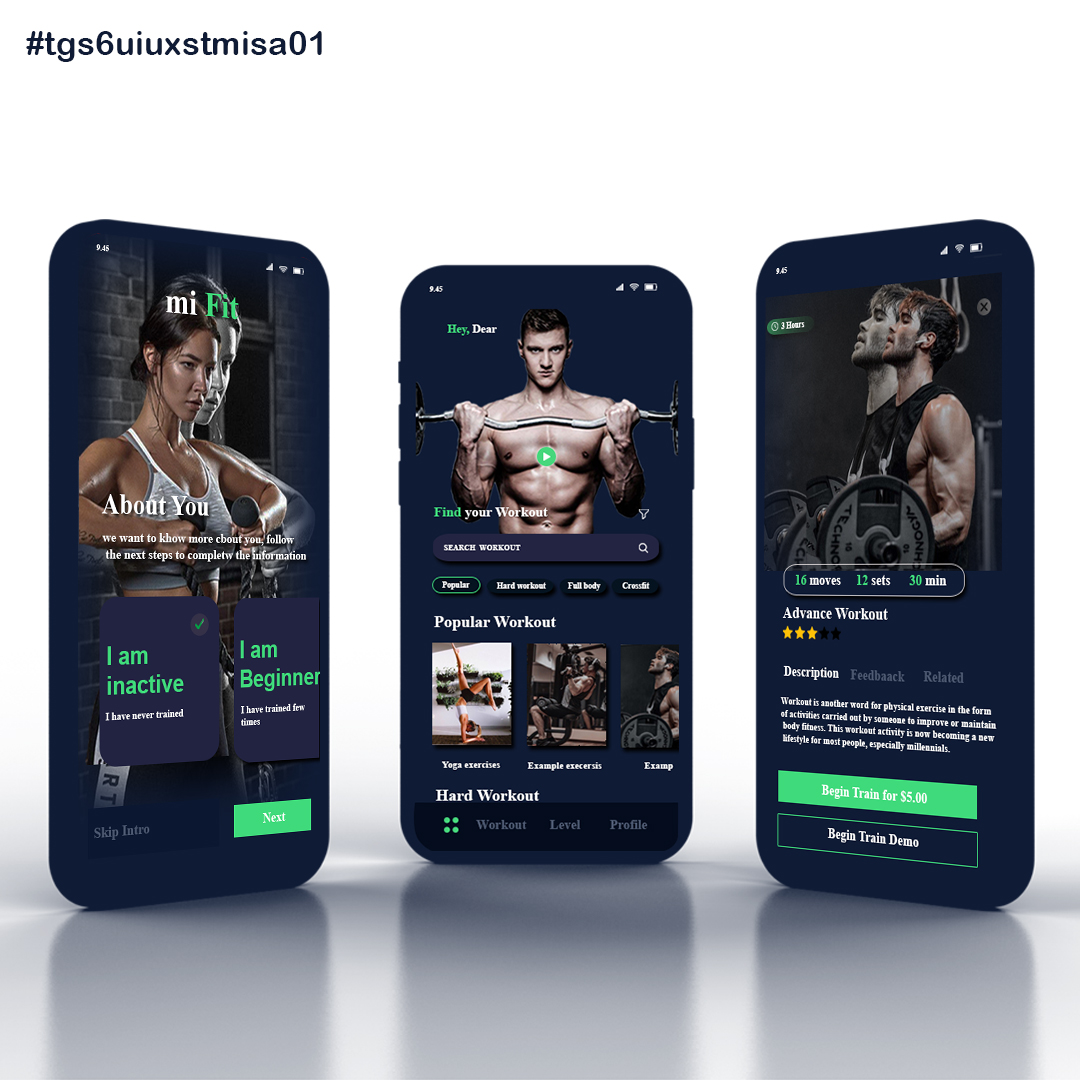 #tgs6uiuxstmisa01
9.45
mi Fit
About You
we want to khow more cbout you, follow
the next steps to completw the information
I am
inactive
I have never trained
I am
Beginner
I have trained few
times
Skip Intro
Next
9.45
Hey, Dear
Find your Workout
SEARCH WORKOUT
Popular
Hard workout
Full body
Crossfit
Popular Workout
Yoga exercises
Example execersis
Examp
Hard Workout
Workout
Level
Profile
9.45
3 Hours
16 moves 12 sets 30 min
Advance Workout
Description
Feedbaack
Related
Workout is another word for physical exercise in the form
of activities carried out by someone to improve or maintain
body fitness. This workout activity is now becoming a new
lifestyle for most people, especially millennials.
Begin Train for $5.00
Begin Train Demo